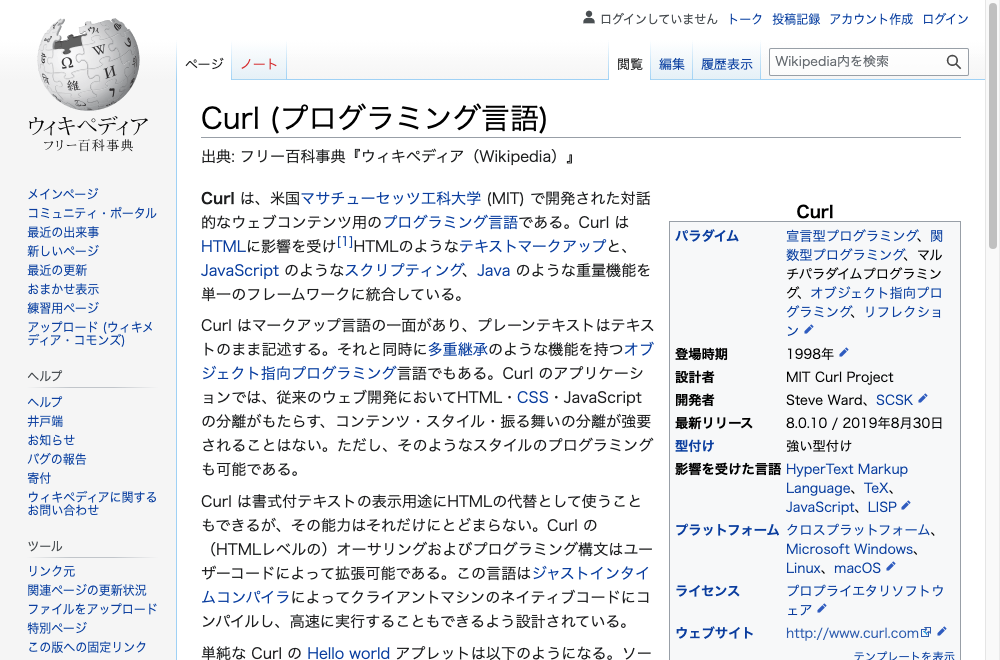 ログインしていません トーク 投稿記録 アカウント作成 ログイン
ページ ノート 閲覧 編集 履歴表示 Wikipedia内を検索
ウィキペディア
フリー百科事典
メインページ
コミュニティ・ポータル
最近の出来事
新しいページ
最近の更新
おまかせ表示
練習用ページ
アップロード (ウィキメ
ディア・コモンズ)
ヘルプ
ヘルプ
井戸端
お知らせ
バグの報告
寄付
ウィキペディアに関する
お問い合わせ
ツール
リンク元
関連ページの更新状況
ファイルをアップロード
特別ページ
この版への固定リンク
Curl (プログラミング言語)
出典: フリー百科事典『ウィキペディア（Wikipedia）』
Curl は、米国マサチューセッツ工科大学 (MIT) で開発された対話
的なウェブコンテンツ用のプログラミング言語である。Curl は
HTMLに影響を受け[1]HTMLのようなテキストマークアップと、
JavaScript のようなスクリプティング、Java のような重量機能を
単一のフレームワークに統合している。
Curl はマークアップ言語の一面があり、プレーンテキストはテキス
トのまま記述する。それと同時に多重継承のような機能を持つオブ
ジェクト指向プログラミング言語でもある。Curl のアプリケーシ
ョンでは、従来のウェブ開発においてHTML・CSS・JavaScript
の分離がもたらす、コンテンツ・スタイル・振る舞いの分離が強要
されることはない。ただし、そのようなスタイルのプログラミング
も可能である。
Curl は書式付テキストの表示用途にHTMLの代替として使うこと
もできるが、その能力はそれだけにとどまらない。Curl の
（HTMLレベルの）オーサリングおよびプログラミング構文はユー
ザーコードによって拡張可能である。この言語はジャストインタイ
ムコンパイラによってクライアントマシンのネイティブコードにコ
ンパイルし、高速に実行することもできるよう設計されている。
単純な Curl の Hello world アプレットは以下のようになる。ソー
Curl
パラダイム 宣言型プログラミング、関
数型プログラミング、マル
チパラダイムプログラミン
グ、オブジェクト指向プロ
グラミング、リフレクショ
ン
登場時期 1998年
設計者 MIT Curl Project
開発者 Steve Ward、SCSK
最新リリース 8.0.10 / 2019年8月30日
型付け 強い型付け
影響を受けた言語 HyperText Markup
Language、TeX、
JavaScript、LISP
プラットフォーム クロスプラットフォーム、
Microsoft Windows、
Linux、macOS
ライセンス プロプライエタリソフトウ
ェア
ウェブサイト http://www.curl.com
テンプレートを表示